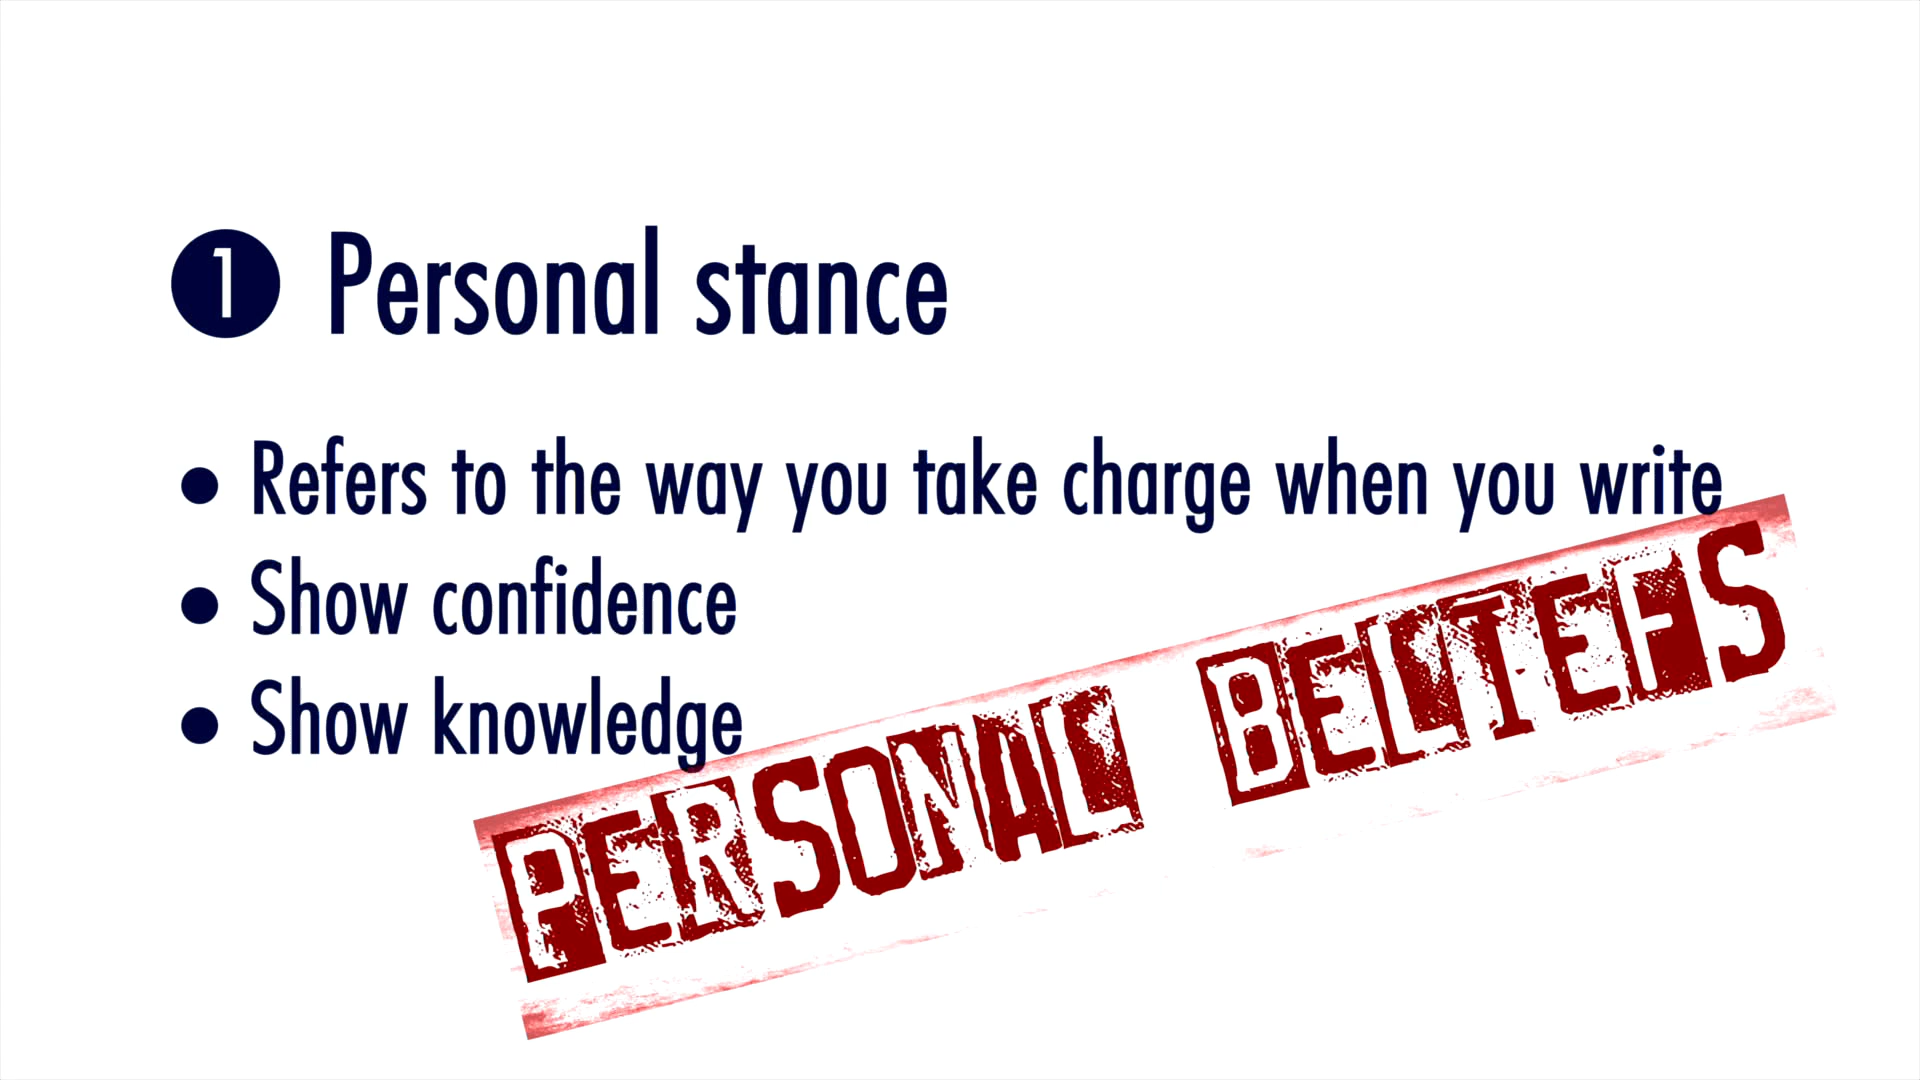 1 Personal stance
• Refers to the way you take charge when you write
• Show confidence
• Show knowledge
PERSONAL BELIEFS